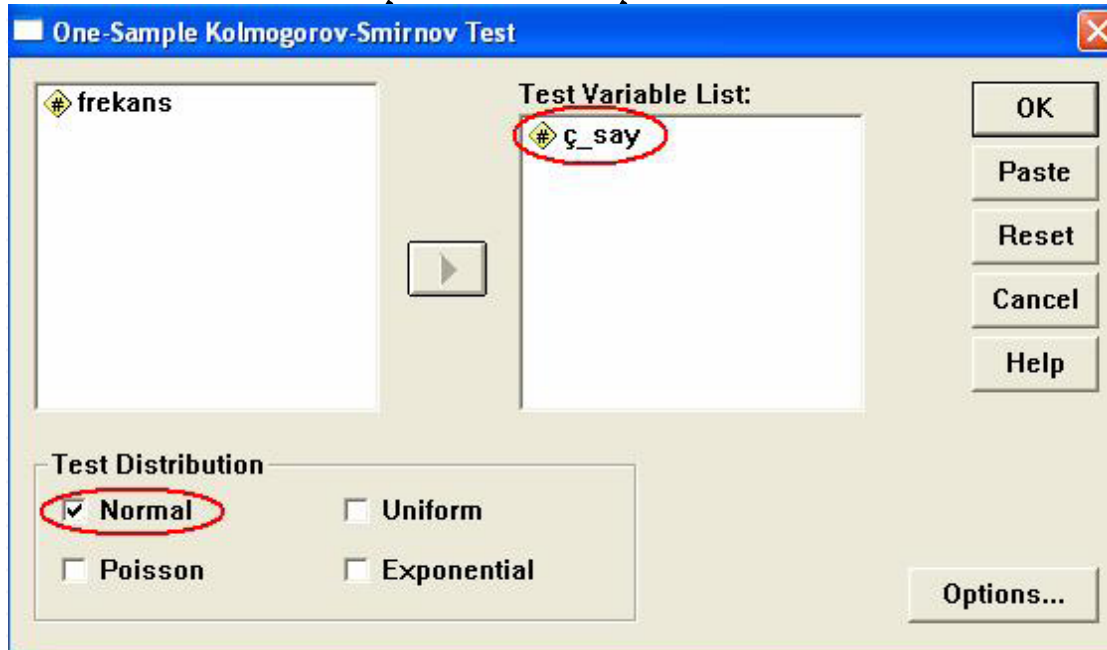 One-Sample Kolmogorov-Smirnov Test
frekans
Test Variable List:
ç_say
OK
Paste
Reset
Cancel
Help
Test Distribution
Normal
Uniform
Poisson
Exponential
Options...